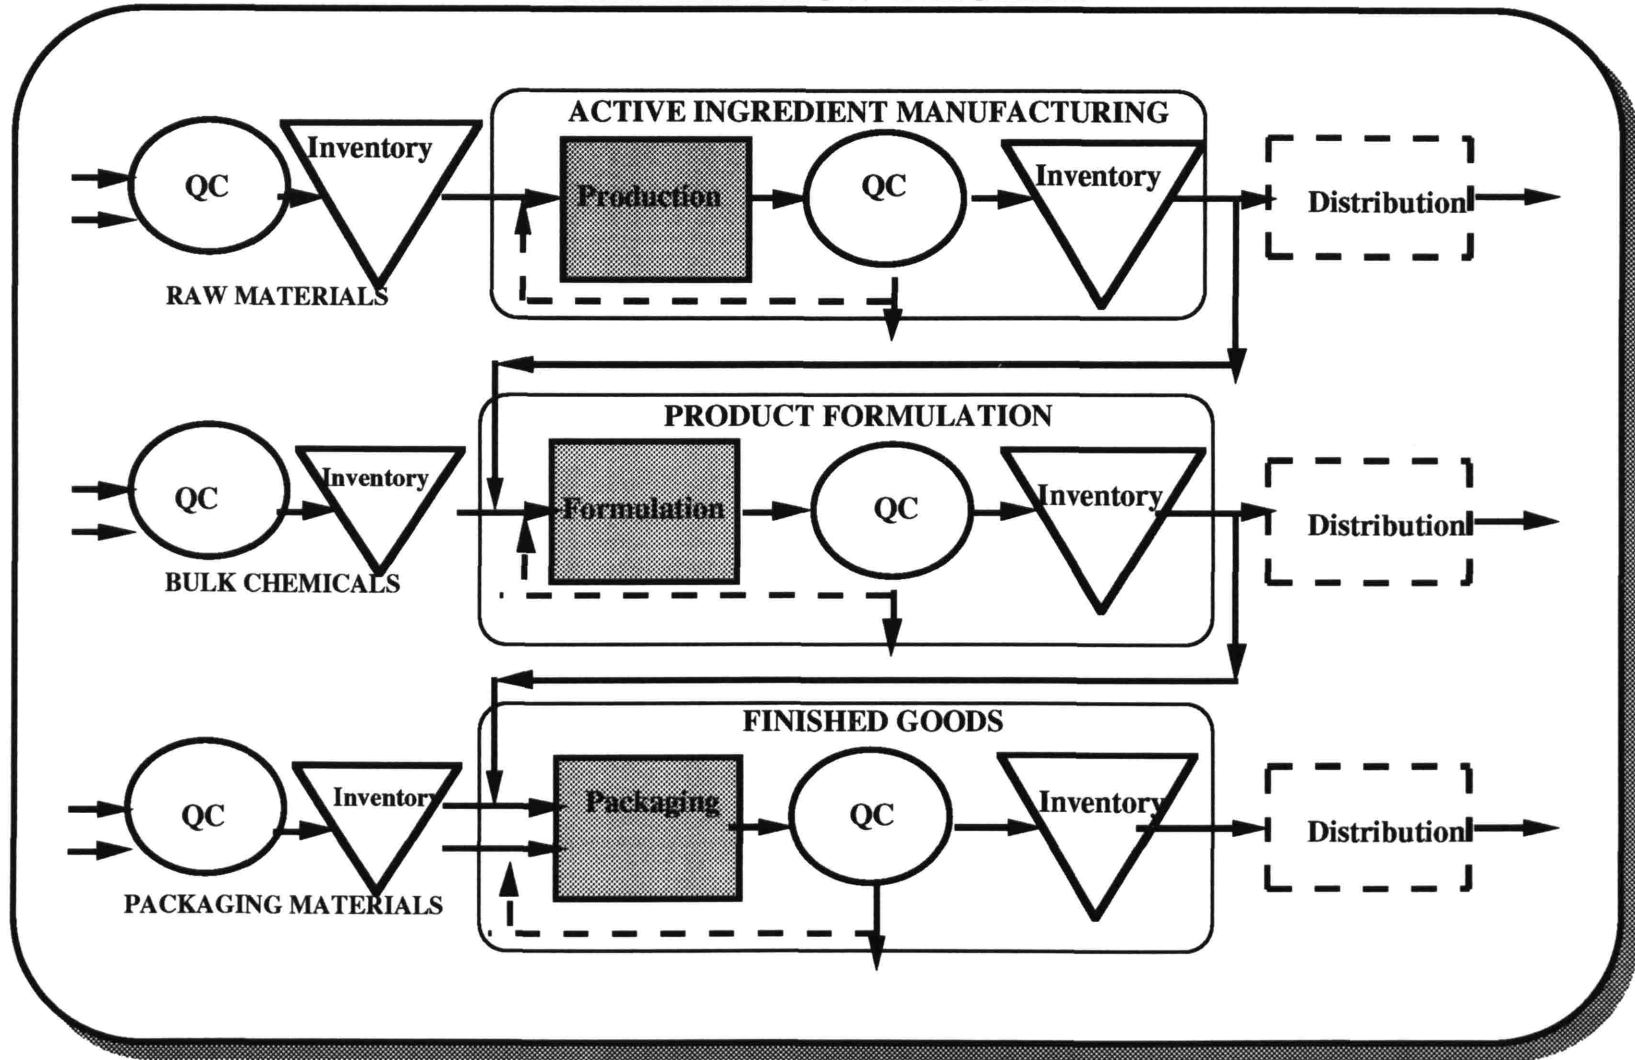 ACTIVE INGREDIENT MANUFACTURING
QC
Inventory
Production
QC
Inventory
Distribution
RAW MATERIALS
PRODUCT FORMULATION
QC
Inventory
Formulation
QC
Inventory
Distribution
BULK CHEMICALS
FINISHED GOODS
QC
Inventory
Packaging
QC
Inventory
Distribution
PACKAGING MATERIALS